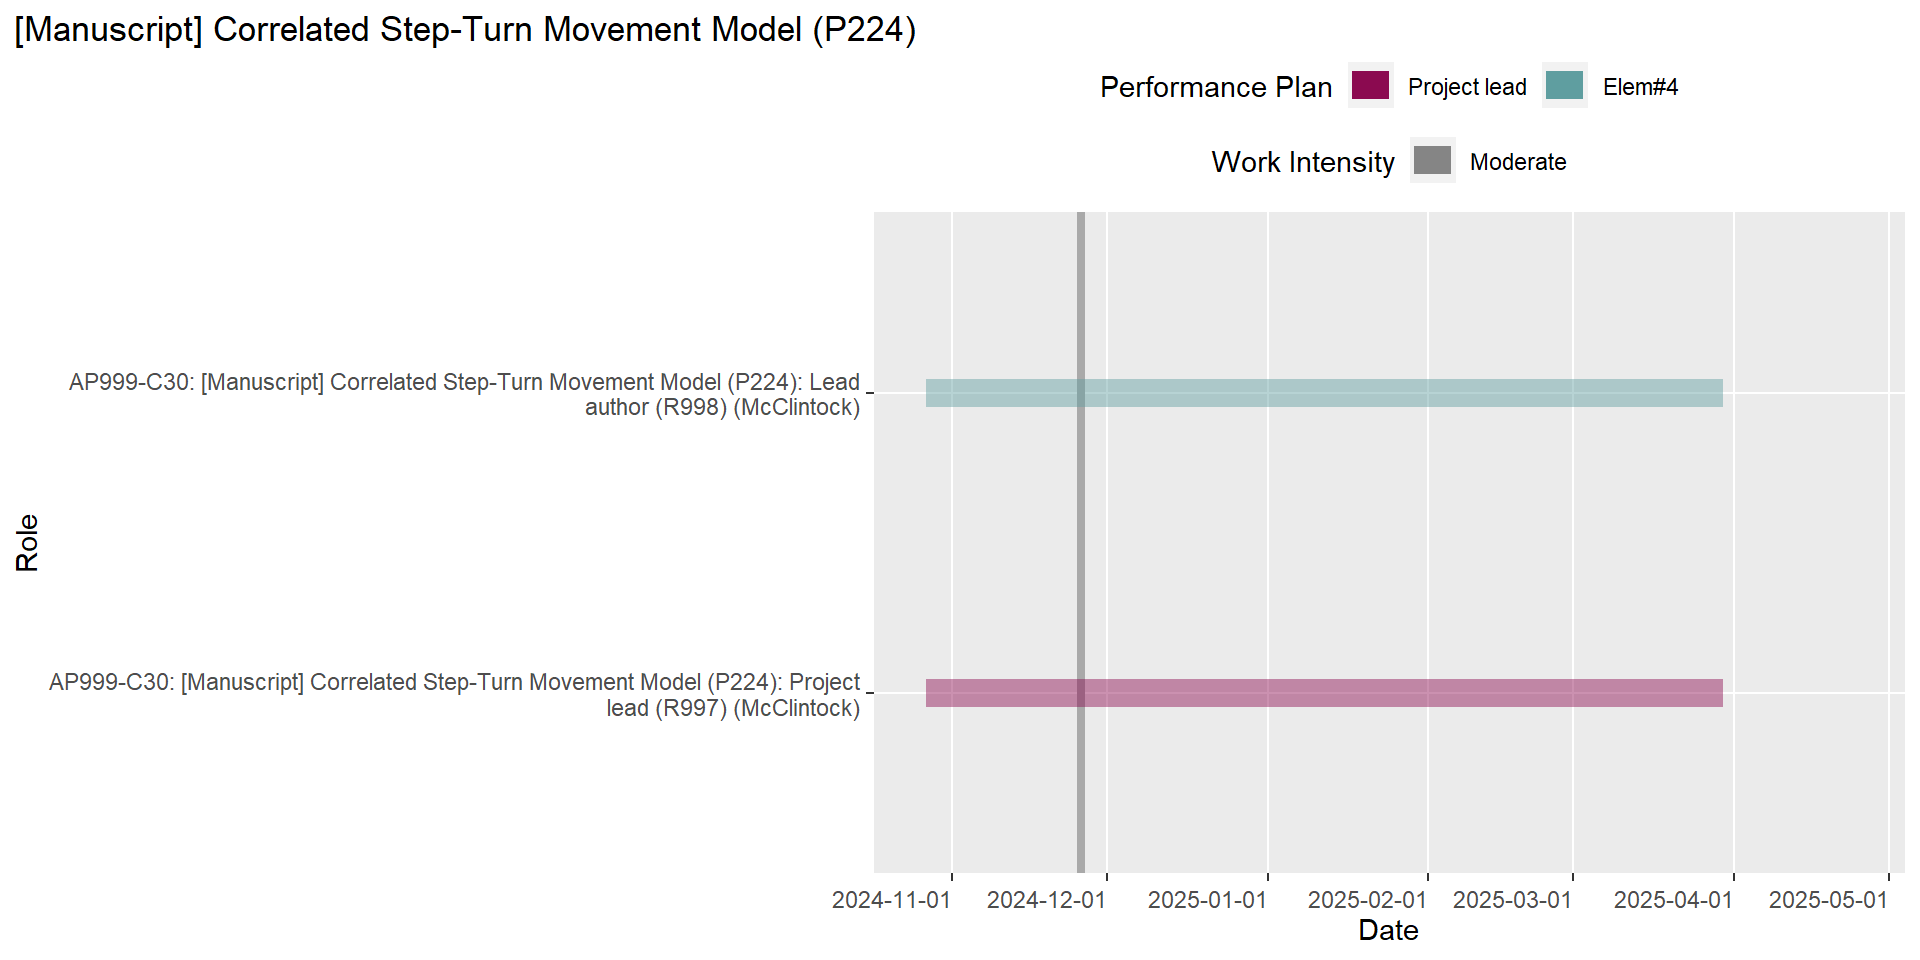 [Manuscript] Correlated Step-Turn Movement Model (P224)
Performance Plan Project lead Elem#4
Work Intensity Moderate
AP999-C30: [Manuscript] Correlated Step-Turn Movement Model (P224): Lead
author (R998) (McClintock)
Role
AP999-C30: [Manuscript] Correlated Step-Turn Movement Model (P224): Project
lead (R997) (McClintock)
2024-11-01 2024-12-01 2025-01-01 2025-02-01 2025-03-01 2025-04-01 2025-05-01
Date